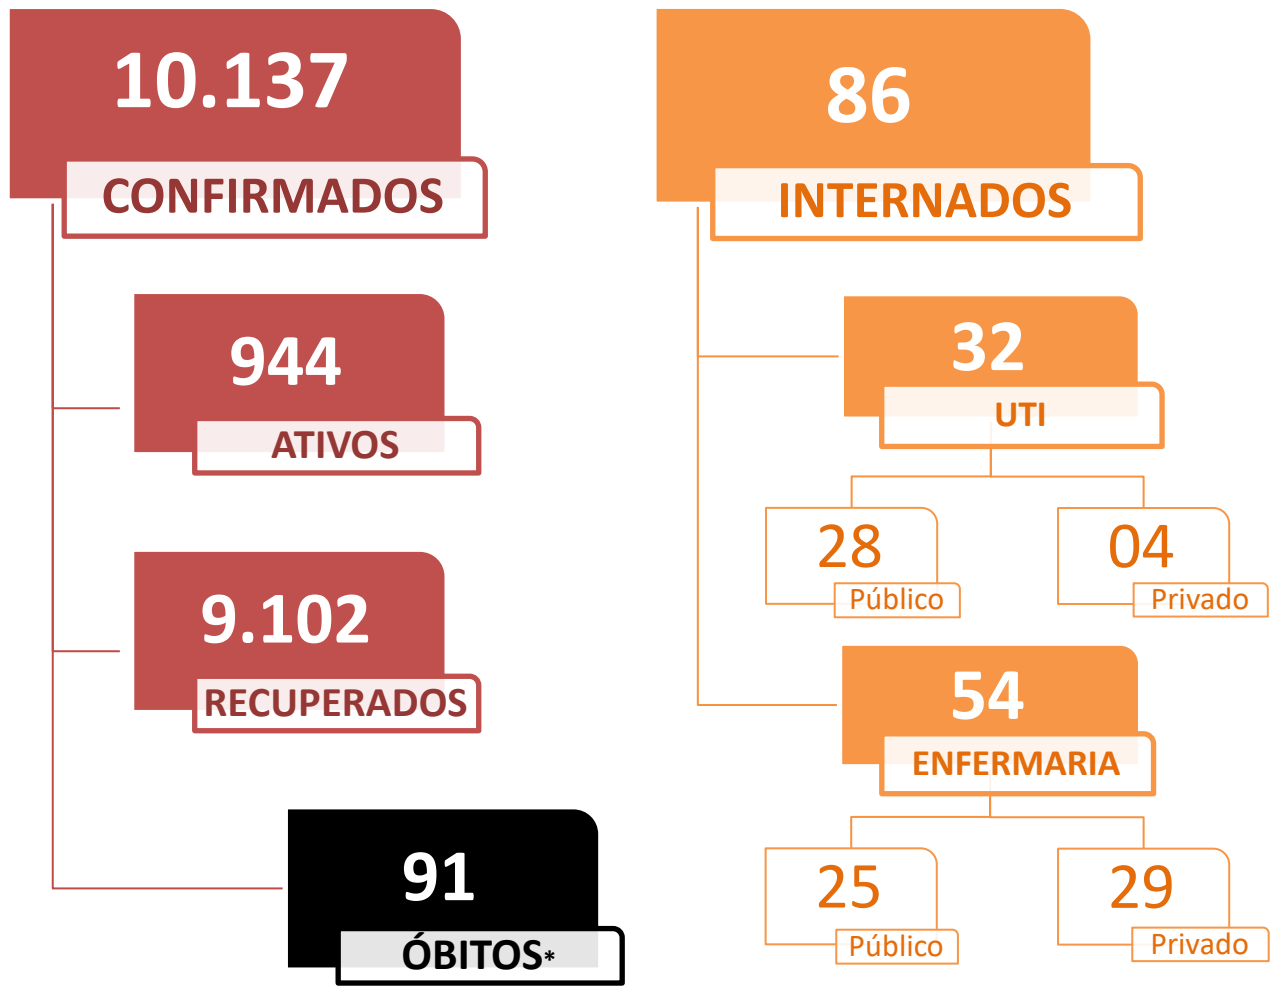 10.137
CONFIRMADOS
944
ATIVOS
9.102
RECUPERADOS
91
ÓBITOS*
86
INTERNADOS
32
UTI
28
Público
04
Privado
54
ENFERMARIA
25
Público
29
Privado